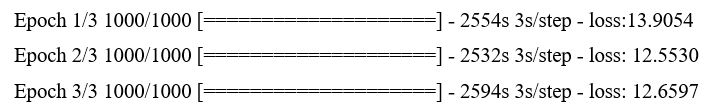 Epoch 1/3 1000/1000 [====================] - 2554s 3s/step - loss:13.9054
Epoch 2/3 1000/1000 [====================] - 2532s 3s/step - loss: 12.5530
Epoch 3/3 1000/1000 [====================] - 2594s 3s/step - loss: 12.6597